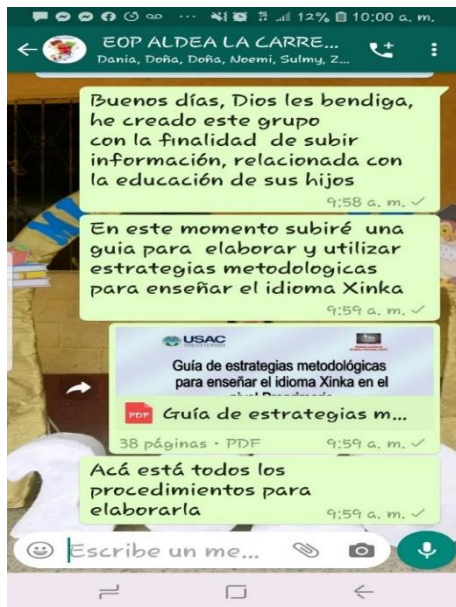 12% 10:00 a. m.
EOP ALDEA LA CARRE...
Dania, Doña, Doña, Noemi, Sulmy, Z...
Buenos días, Dios les bendiga,
he creado este grupo
con la finalidad de subir
información, relacionada con
la educación de sus hijos
9:58 a. m.
En este momento subiré una
guia para elaborar y utilizar
estrategias metodologicas
para enseñar el idioma Xinka
9:59 a. m.
USAC
Guía de estrategias metodológicas
para enseñar el idioma Xinka en el
nivel Preprimario
PDF Guía de estrategias m...
38 páginas • PDF 9:59 a. m.
Acá está todos los
procedimientos para
elaborarla
9:59 a. m.
Escribe un me...